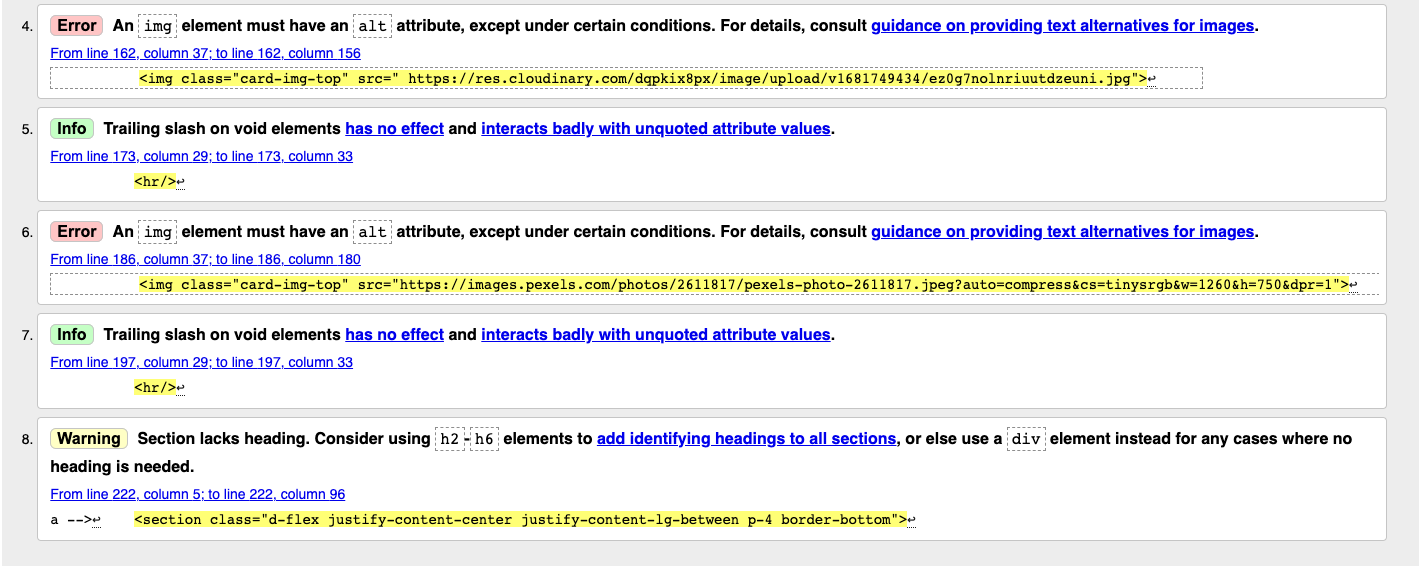 4. Error An img element must have an alt attribute, except under certain conditions. For details, consult guidance on providing text alternatives for images.
From line 162, column 37; to line 162, column 156
<img class="card-img-top" src=" https://res.cloudinary.com/dqpkix8px/image/upload/v1681749434/ez0g7nolnriuutdzeuni.jpg">↩
5. Info Trailing slash on void elements has no effect and interacts badly with unquoted attribute values.
From line 173, column 29; to line 173, column 33
<hr/>↩
6. Error An img element must have an alt attribute, except under certain conditions. For details, consult guidance on providing text alternatives for images.
From line 186, column 37; to line 186, column 180
<img class="card-img-top" src="https://images.pexels.com/photos/2611817/pexels-photo-2611817.jpeg?auto=compress&cs=tinysrgb&w=1260&h=750&dpr=1">↩
7. Info Trailing slash on void elements has no effect and interacts badly with unquoted attribute values.
From line 197, column 29; to line 197, column 33
<hr/>↩
8. Warning Section lacks heading. Consider using h2-h6 elements to add identifying headings to all sections, or else use a div element instead for any cases where no
heading is needed.
From line 222, column 5; to line 222, column 96
a -->↩ <section class="d-flex justify-content-center justify-content-lg-between p-4 border-bottom">↩